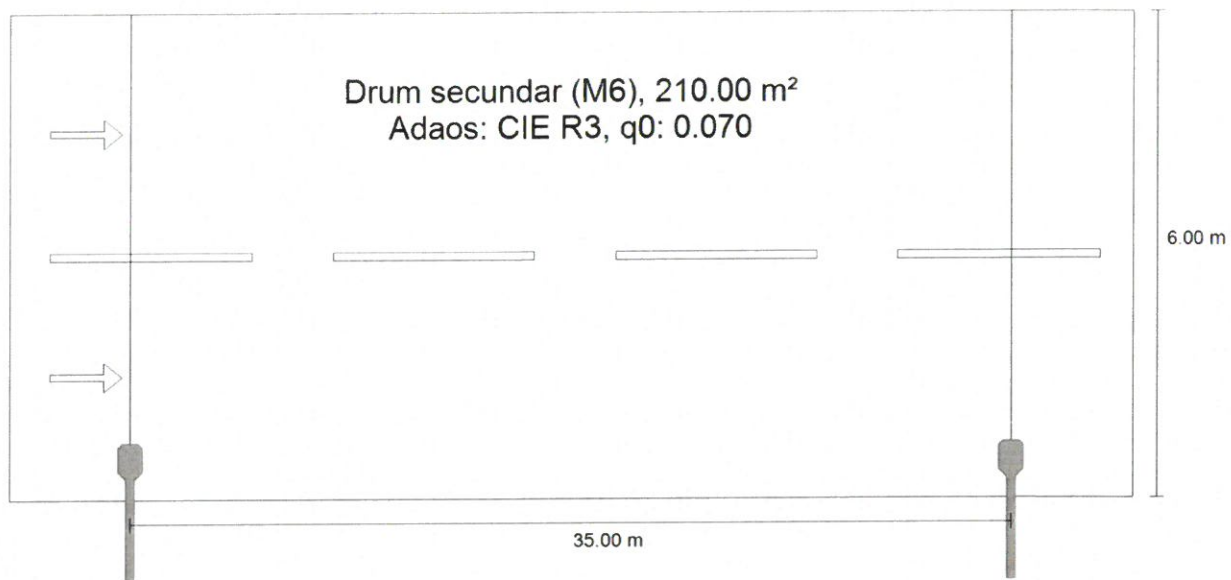 Drum secundar (M6), 210.00 m²
Adaos: CIE R3, q0: 0.070
6.00 m
35.00 m